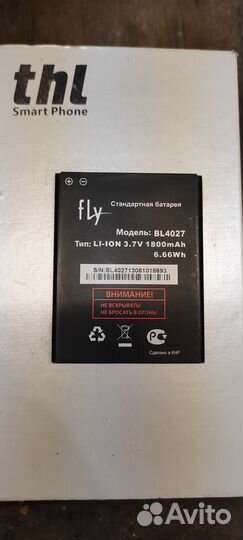 thl
Smart Phone
fly
Стандартная батарея
Модель: BL4027
Тип: LI-ION 3.7V 1800mAh
6.66Wh
S/N:BL402713061018693
ВНИМАНИЕ!
НЕ ВСКРЫВАТЬ!
НЕ БРОСАТЬ В ОГОНЬ!
Сделано в КНР
Avito